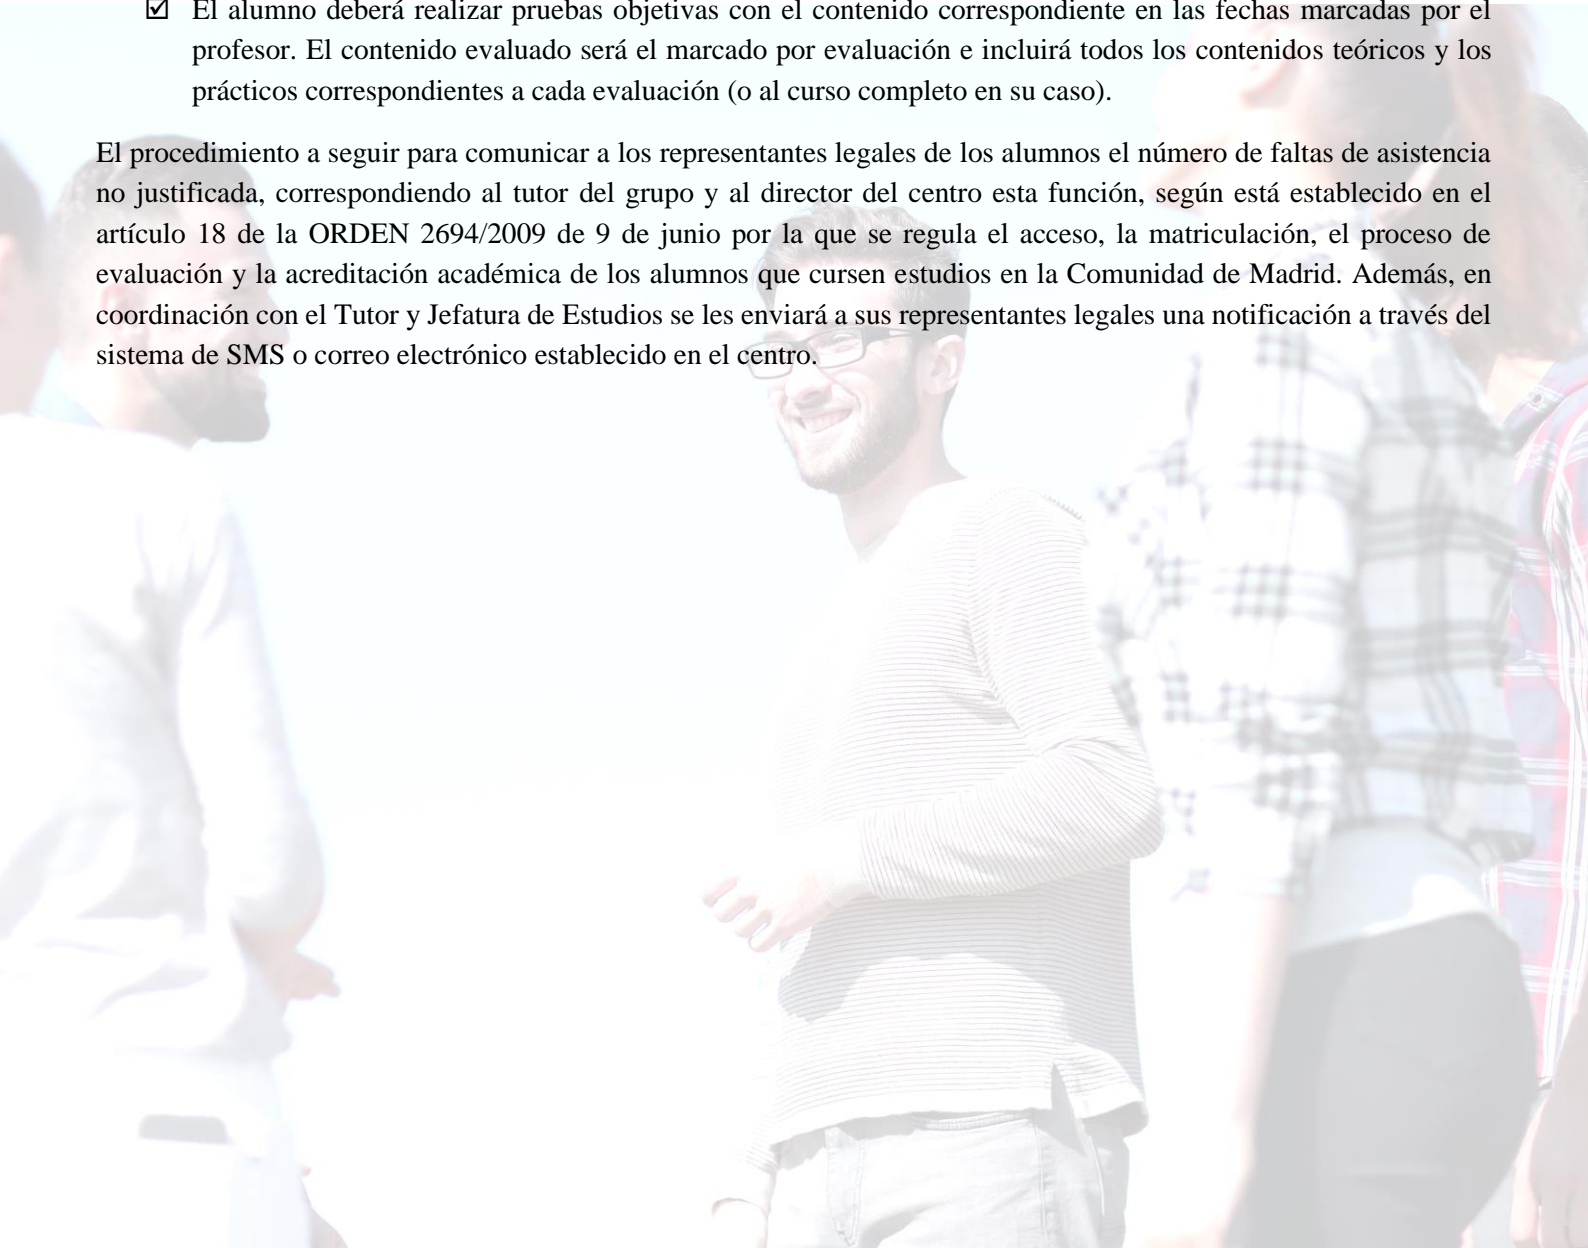 ☑ El alumno deberá realizar pruebas objetivas con el contenido correspondiente en las fechas marcadas por el
profesor. El contenido evaluado será el marcado por evaluación e incluirá todos los contenidos teóricos y los
prácticos correspondientes a cada evaluación (o al curso completo en su caso).
El procedimiento a seguir para comunicar a los representantes legales de los alumnos el número de faltas de asistencia
no justificada, correspondiendo al tutor del grupo y al director del centro esta función, según está establecido en el
artículo 18 de la ORDEN 2694/2009 de 9 de junio por la que se regula el acceso, la matriculación, el proceso de
evaluación y la acreditación académica de los alumnos que cursen estudios en la Comunidad de Madrid. Además, en
coordinación con el Tutor y Jefatura de Estudios se les enviará a sus representantes legales una notificación a través del
sistema de SMS o correo electrónico establecido en el centro.